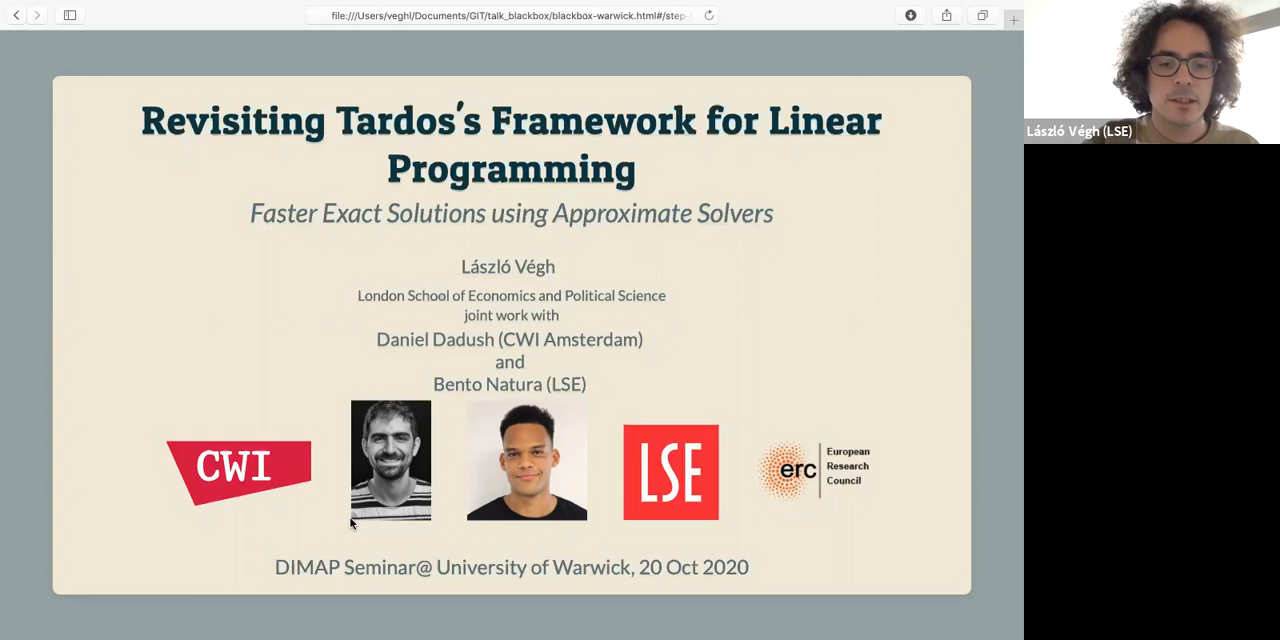 file:///Users/veghl/Documents/GIT/talk_blackbox/blackbox-warwick.html#/step-
László Végh (LSE)
Revisiting Tardos's Framework for Linear
Programming
Faster Exact Solutions using Approximate Solvers
László Végh
London School of Economics and Political Science
joint work with
Daniel Dadush (CWI Amsterdam)
and
Bento Natura (LSE)
CWI
LSE
erc
European
Research
Council
DIMAP Seminar@ University of Warwick, 20 Oct 2020